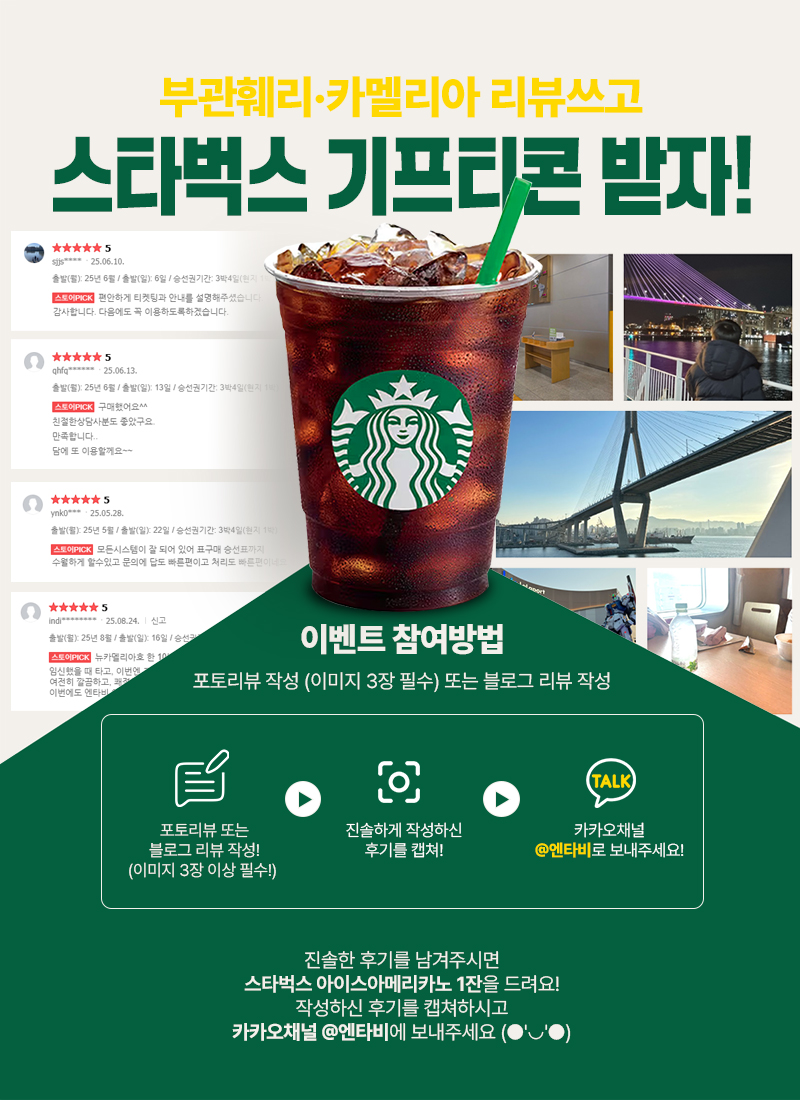 부관훼리·카멜리아 리뷰쓰고
스타벅스 기프티콘 받자!
★★★★★ 5
sjjs**** · 25.06.10.
출발(월): 25년 6월 / 출발(일): 6일 / 승선권기간: 3박4일(현지
스토어PICK 편안하게 티켓팅과 안내를 설명해주셨습니다.
감사합니다. 다음에도 꼭 이용하도록하겠습니다.
★★★★★ 5
qhfq****** · 25.06.13.
출발(월): 25년 6월 / 출발(일): 13일 / 승선권기간: 3박4일(현지
스토어PICK 구매했어요^^
친절한상담사분도 좋았구요.
만족합니다..
담에 또 이용할께요~~
★★★★★ 5
ynk0*** · 25.05.28.
출발(월): 25년 5월 / 출발(일): 22일 / 승선권기간: 3박4일(현지
스토어PICK 모든시스템이 잘 되어 있어 표구매 승선표까지
수월하게 할수있고 문의에 답도 빠른편이고 처리도 빠른편이
★★★★★ 5
indi******** · 25.08.24. | 신고
출발(월): 25년 8월 / 출발(일): 16일 / 승선
스토어PICK 뉴카멜리아호 한 10
임신했을 때 타고, 이번엔
여전히 깔끔하고,
이번에도 엔타비
이벤트 참여방법
포토리뷰 작성 (이미지 3장 필수) 또는 블로그 리뷰 작성
포토리뷰 또는
블로그 리뷰 작성!
(이미지 3장 이상 필수!)
진솔하게 작성하신
후기를 캡쳐!
TALK
카카오채널
@엔타비로 보내주세요!
진솔한 후기를 남겨주시면
스타벅스 아이스아메리카노 1잔을 드려요!
작성하신 후기를 캡쳐하시고
카카오채널 @엔타비에 보내주세요 (●'◡'●)